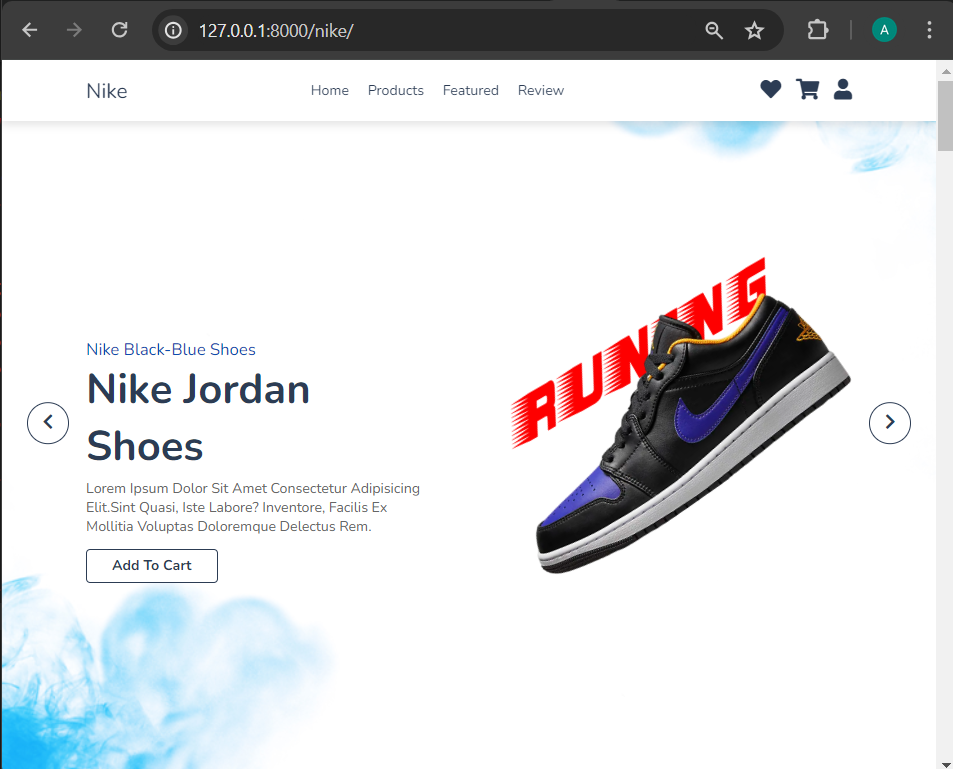 127.0.0.1:8000/nike/
A
Nike
Home Products Featured Review
RUNING
Nike Black-Blue Shoes
Nike Jordan
Shoes
Lorem Ipsum Dolor Sit Amet Consectetur Adipisicing
Elit.Sint Quasi, Iste Labore? Inventore, Facilis Ex
Mollitia Voluptas Doloremque Delectus Rem.
Add To Cart